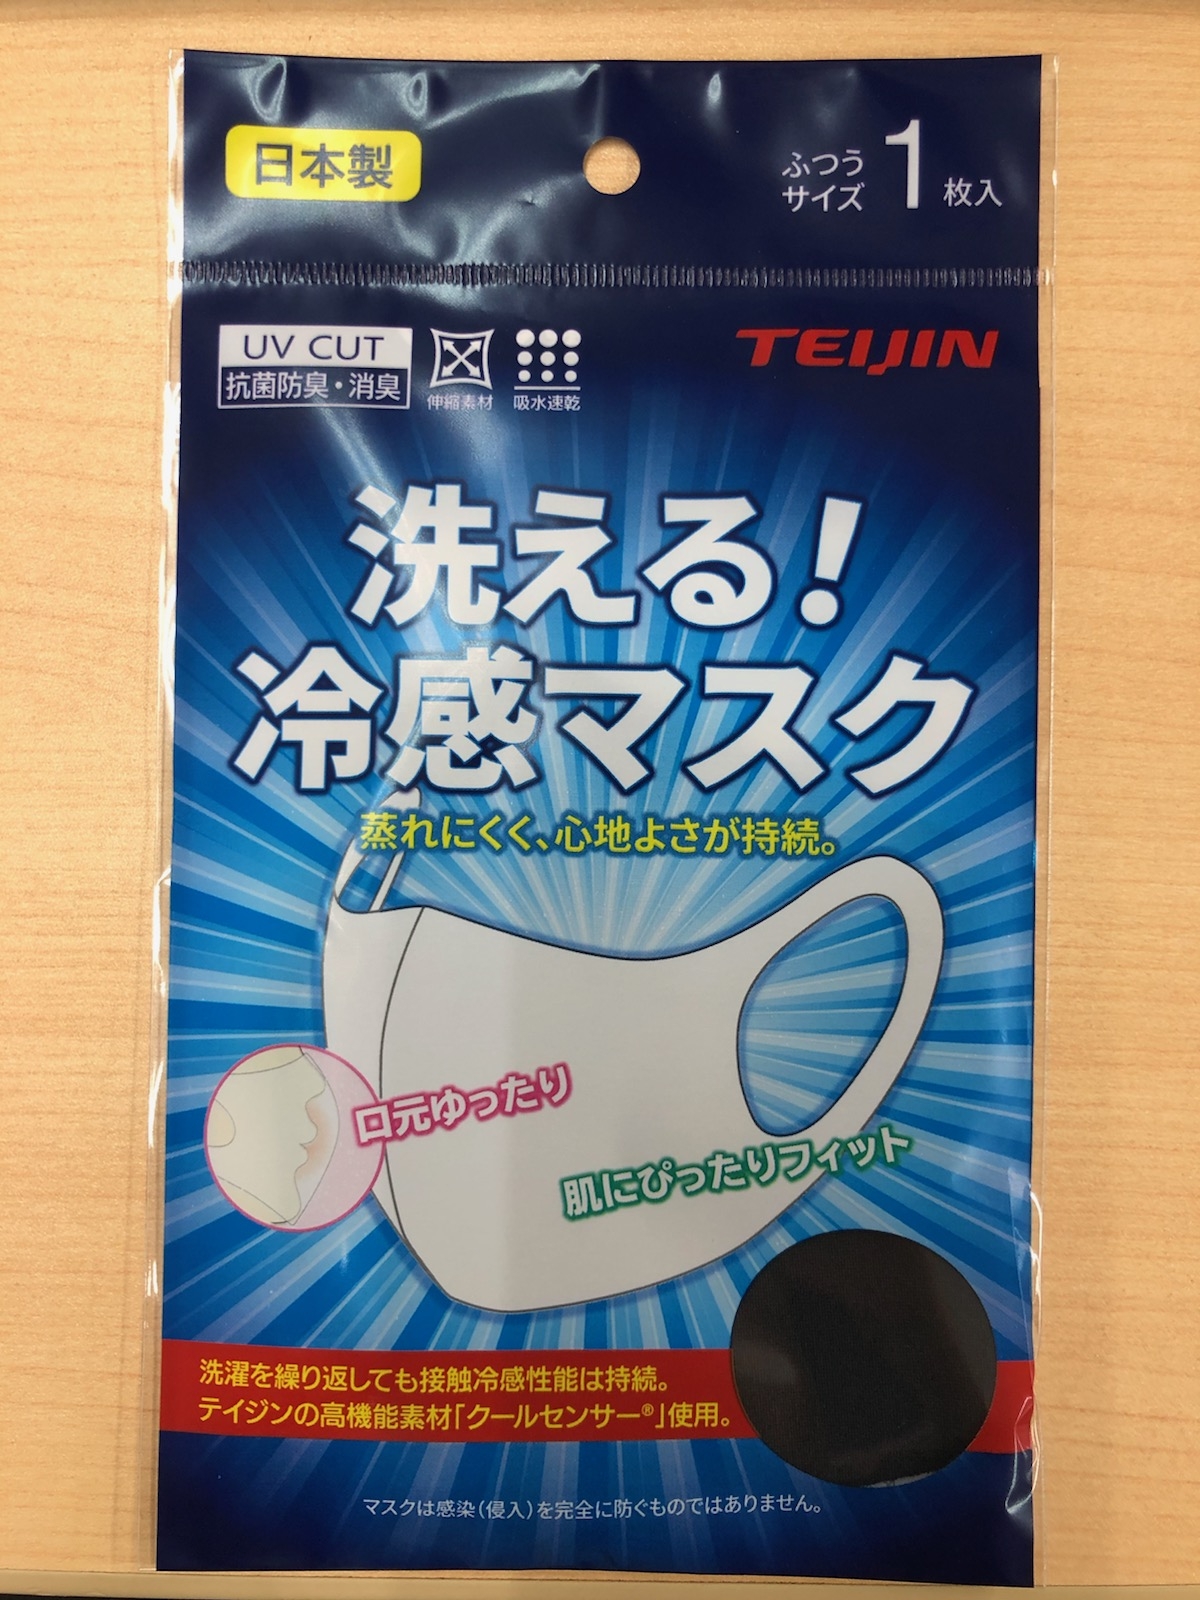 日本製
ふつう
サイズ
1枚入
UV CUT
抗菌防臭・消臭
伸縮素材
吸水速乾
TEIJIN
洗える!
冷感マスク
蒸れにくく、心地よさが持続。
口元ゆったり
肌にぴったりフィット
洗濯を繰り返しても接触冷感性能は持続。
テイジンの高機能素材「クールセンサー®」使用。
マスクは感染(侵入)を完全に防ぐものではありません。